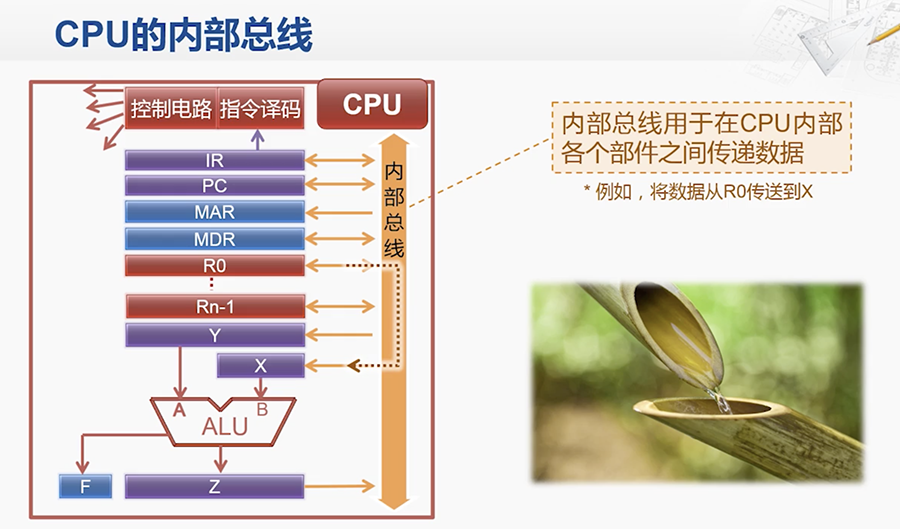 CPU的内部总线
控制电路 指令译码
CPU
IR
PC
MAR
MDR
R0
Rn-1
Y
X
A
B
ALU
F
Z
内部总线
内部总线用于在CPU内部
各个部件之间传递数据
* 例如，将数据从R0传送到X